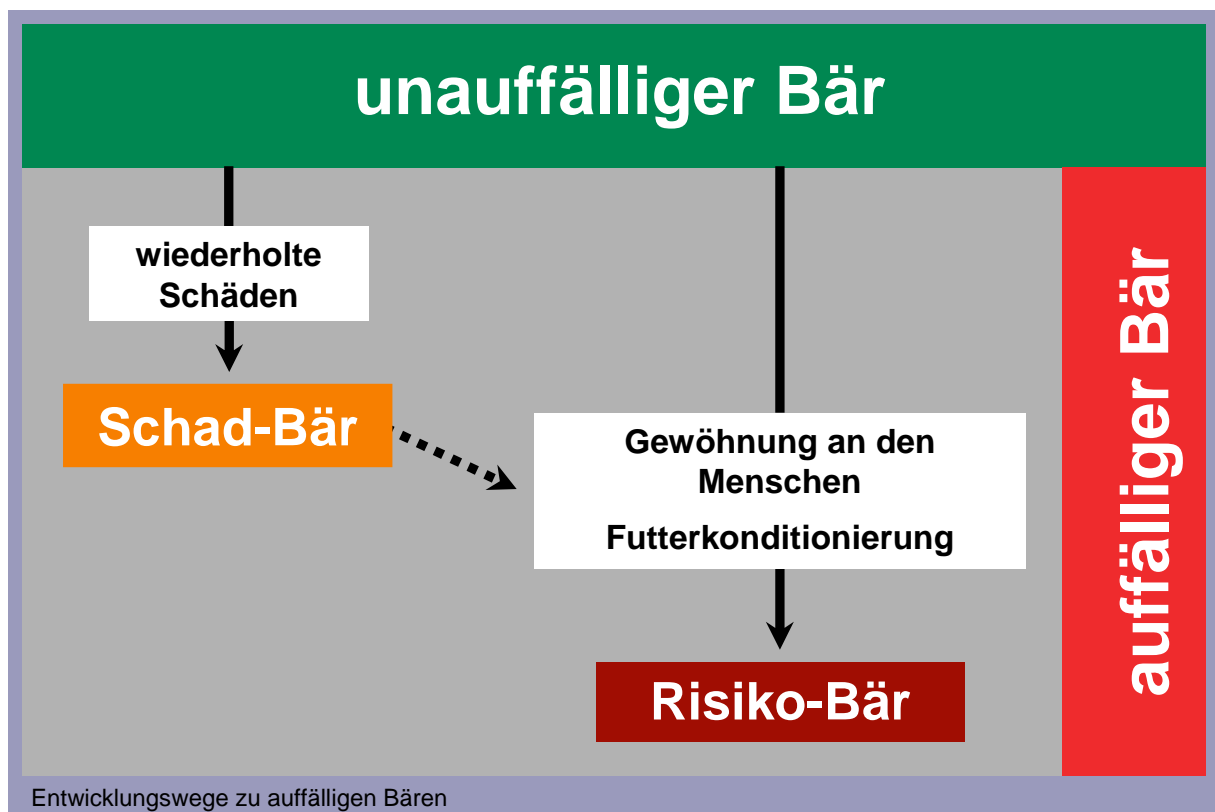 unauffälliger Bär
wiederholte
Schäden
Schad-Bär
Gewöhnung an den
Menschen
Futterkonditionierung
Risiko-Bär
auffälliger Bär
Entwicklungswege zu auffälligen Bären